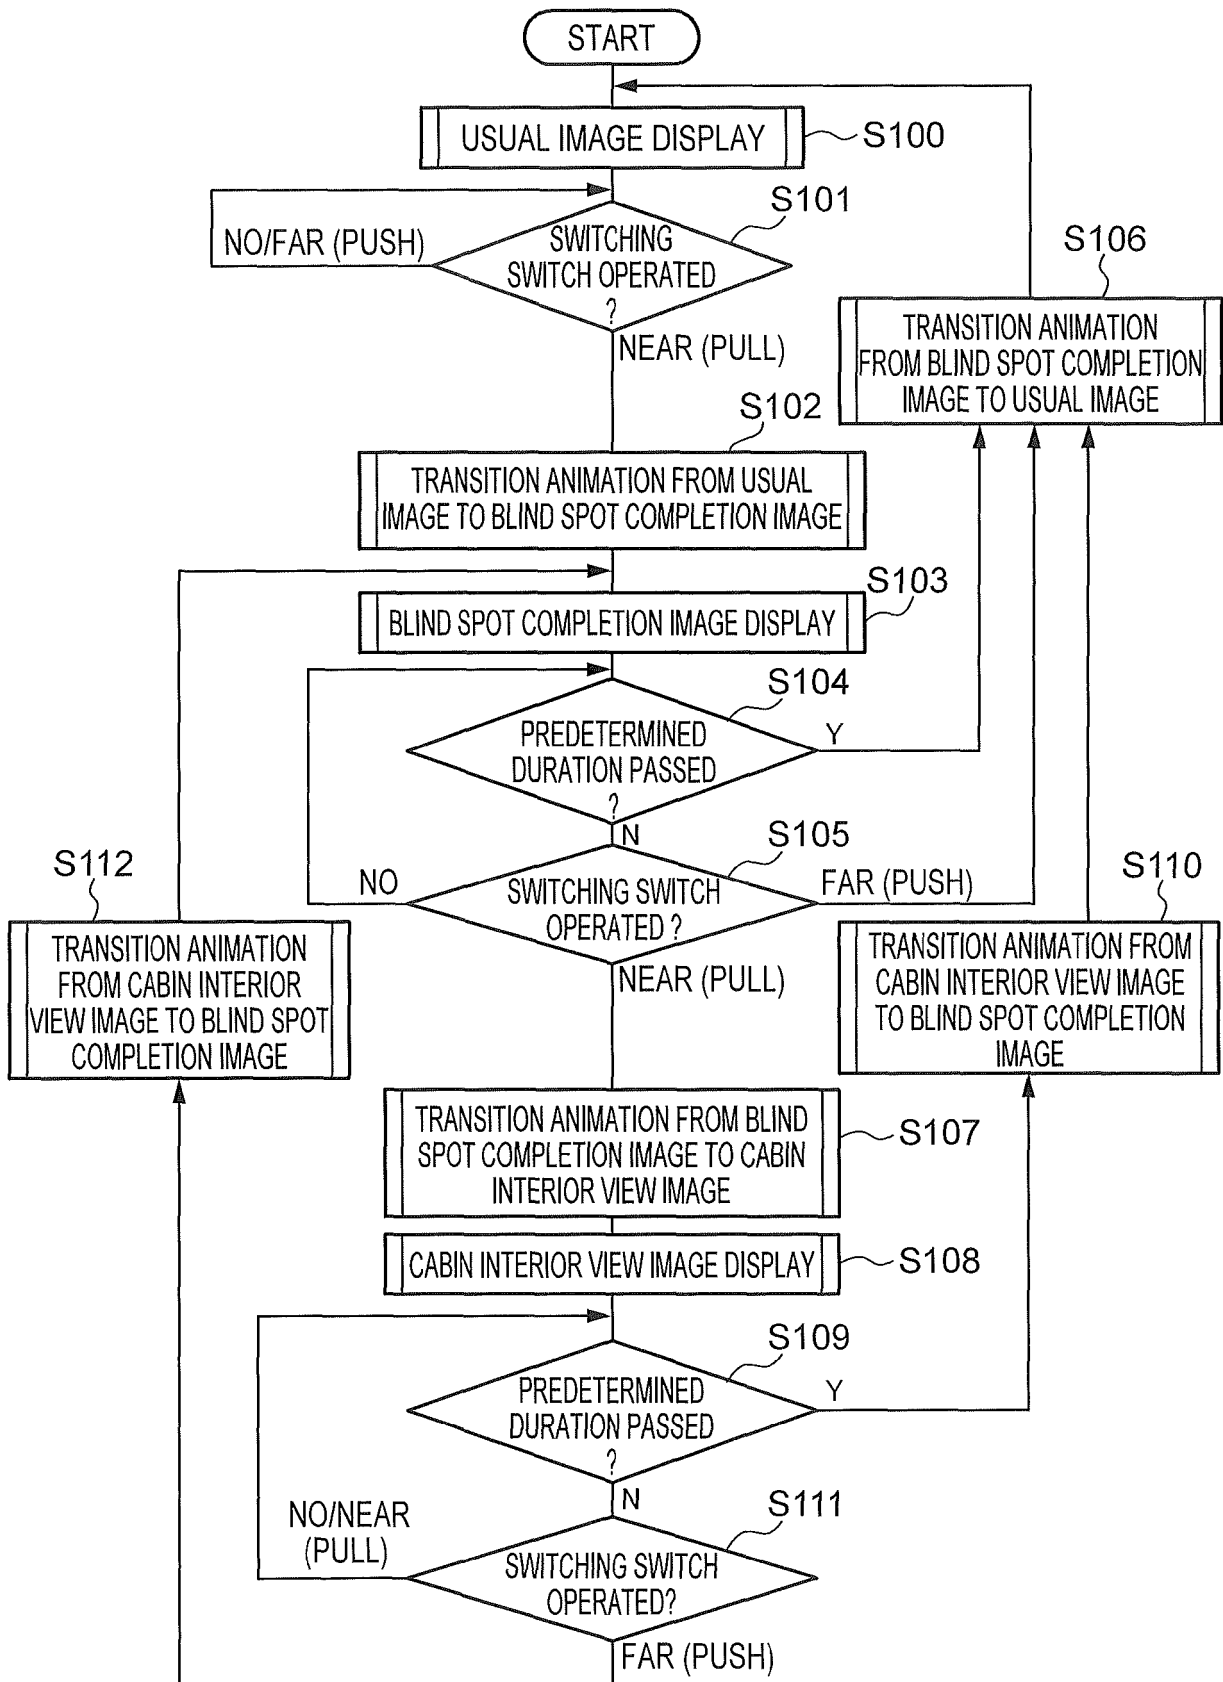 START
USUAL IMAGE DISPLAY
S100
S101
NO/FAR (PUSH)
SWITCHING
SWITCH OPERATED
?
NEAR (PULL)
S106
TRANSITION ANIMATION
FROM BLIND SPOT COMPLETION
IMAGE TO USUAL IMAGE
S102
TRANSITION ANIMATION FROM USUAL
IMAGE TO BLIND SPOT COMPLETION IMAGE
S103
BLIND SPOT COMPLETION IMAGE DISPLAY
S104
PREDETERMINED
DURATION PASSED
?
Y
N
S105
NO
SWITCHING SWITCH
OPERATED ?
FAR (PUSH)
NEAR (PULL)
S112
TRANSITION ANIMATION
FROM CABIN INTERIOR
VIEW IMAGE TO BLIND SPOT
COMPLETION IMAGE
S110
TRANSITION ANIMATION FROM
CABIN INTERIOR VIEW IMAGE
TO BLIND SPOT COMPLETION
IMAGE
TRANSITION ANIMATION FROM BLIND
SPOT COMPLETION IMAGE TO CABIN
INTERIOR VIEW IMAGE
S107
CABIN INTERIOR VIEW IMAGE DISPLAY
S108
S109
PREDETERMINED
DURATION PASSED
?
Y
N
S111
NO/NEAR
(PULL)
SWITCHING SWITCH
OPERATED?
FAR (PUSH)